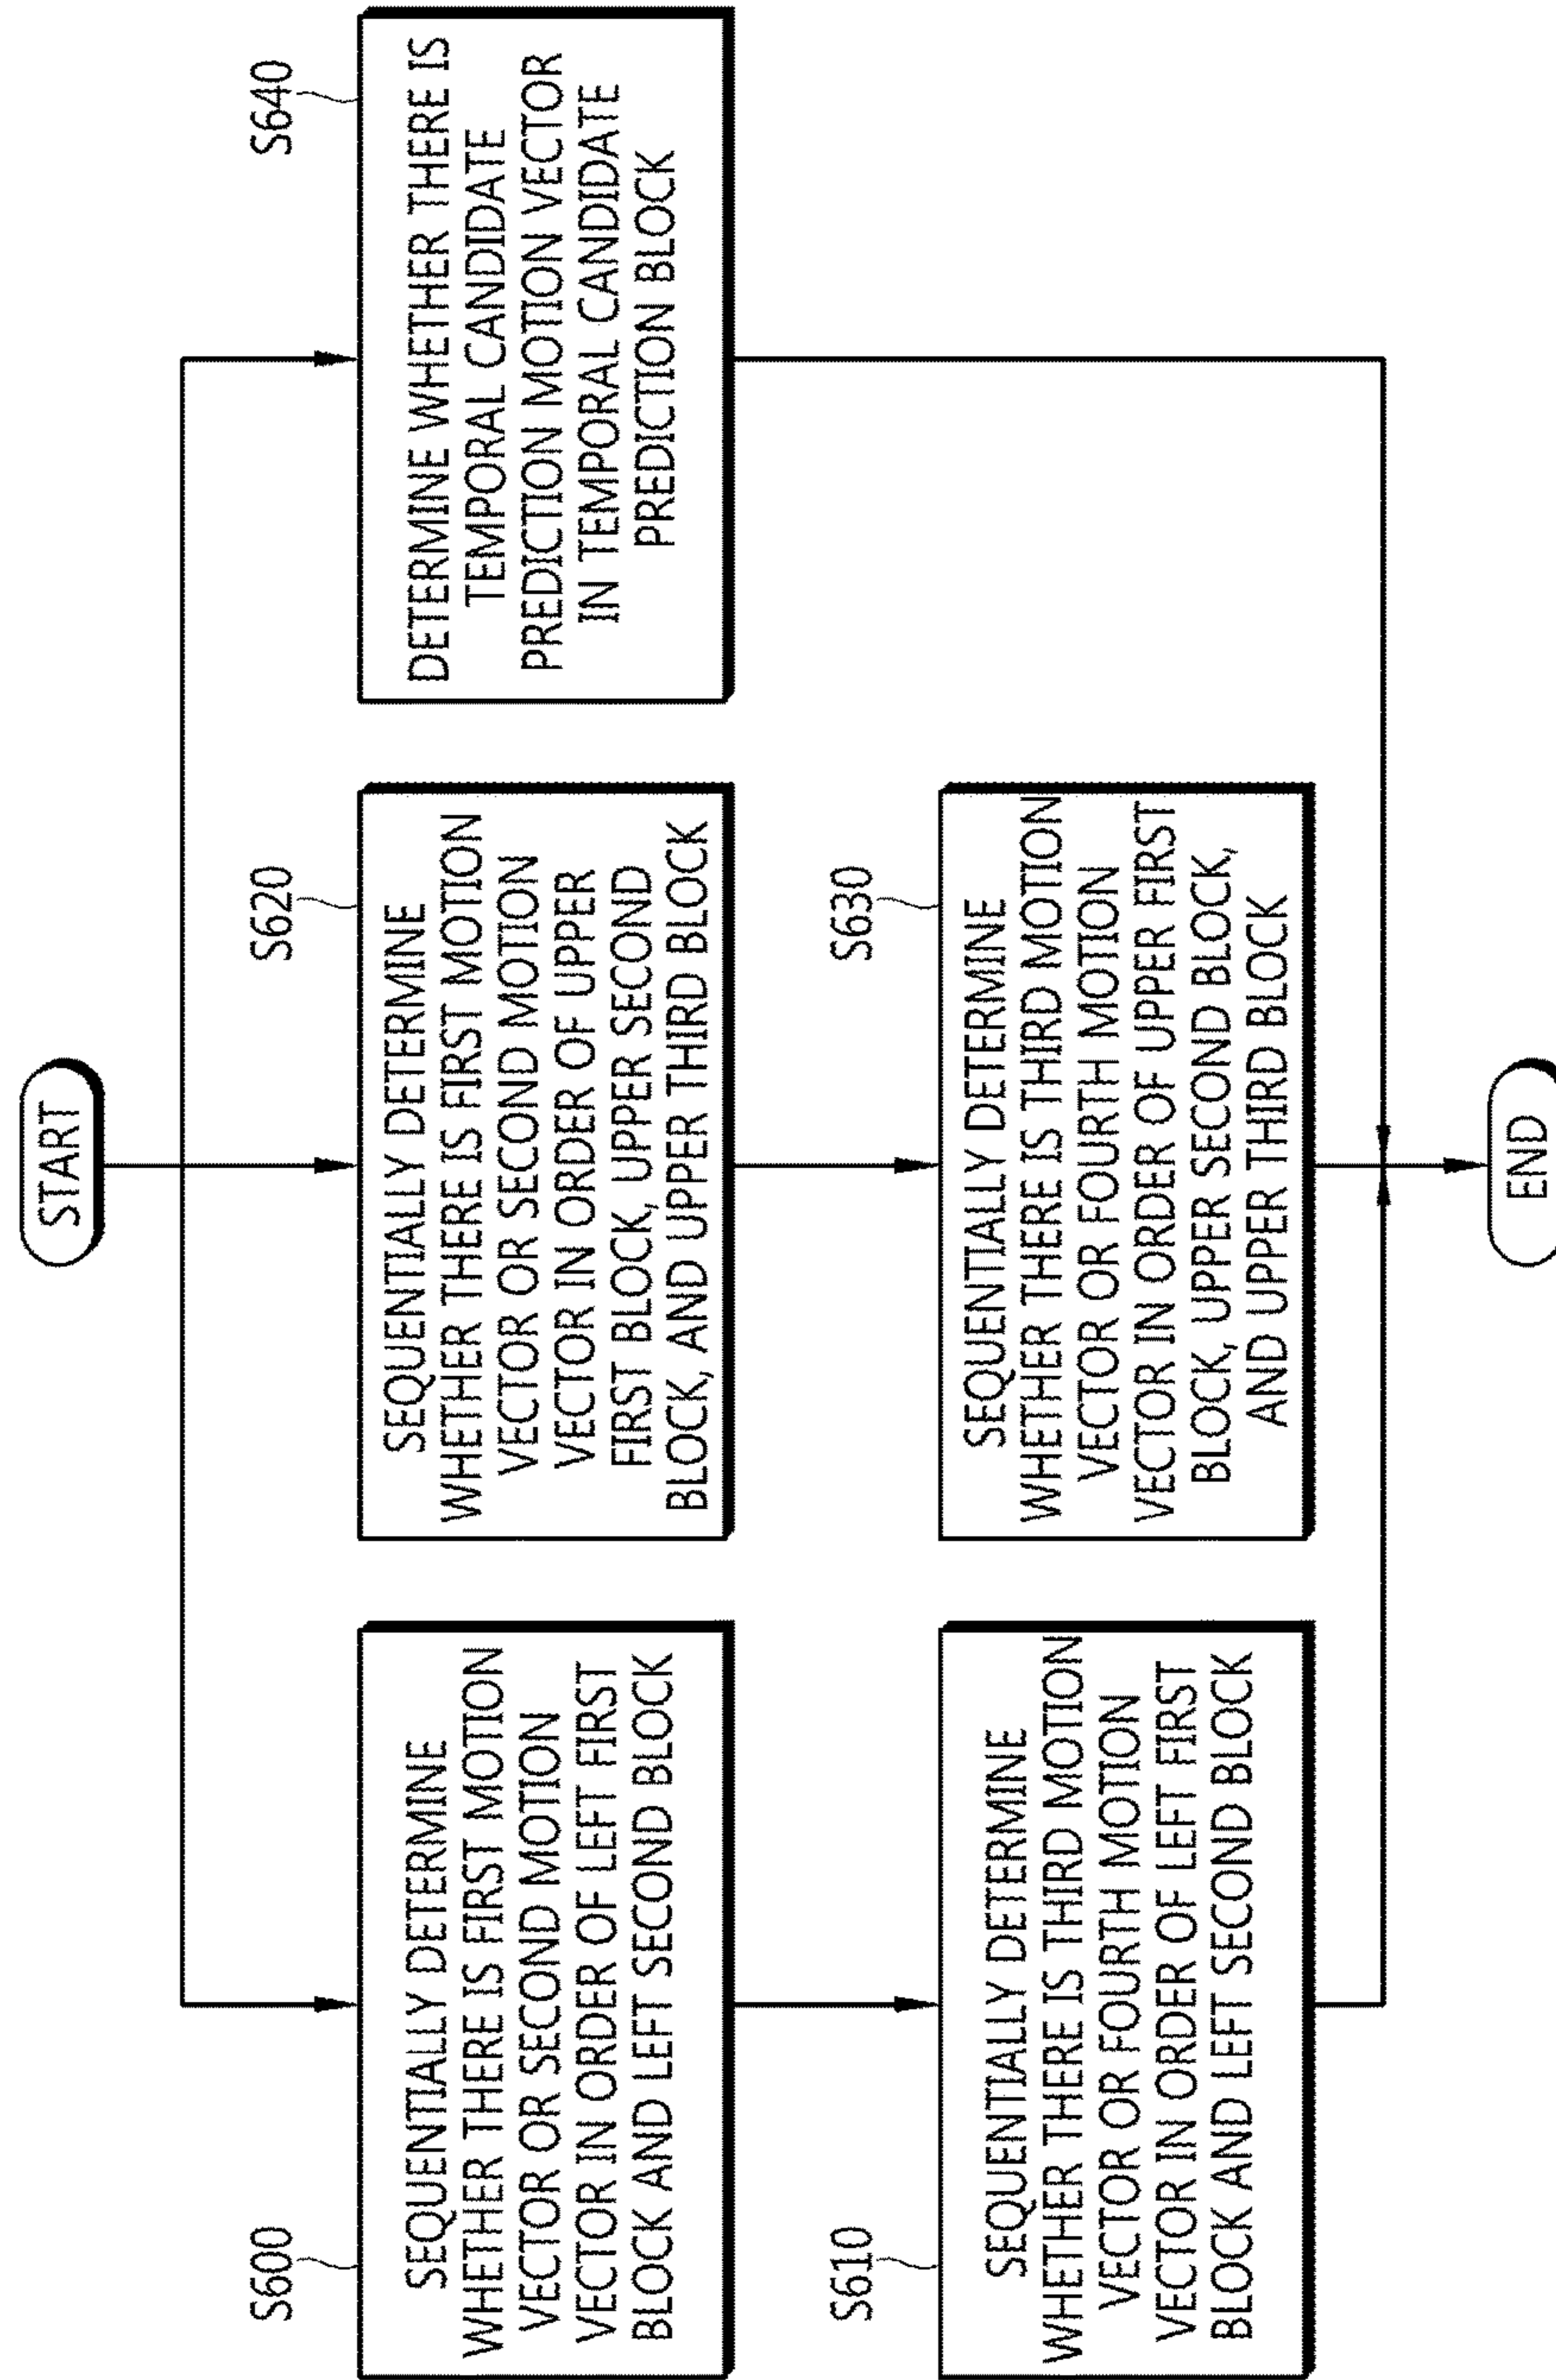 START
S600
SEQUENTIALLY DETERMINE
WHETHER THERE IS FIRST MOTION
VECTOR OR SECOND MOTION
VECTOR IN ORDER OF LEFT FIRST
BLOCK AND LEFT SECOND BLOCK
S620
SEQUENTIALLY DETERMINE
WHETHER THERE IS FIRST MOTION
VECTOR OR SECOND MOTION
VECTOR IN ORDER OF UPPER
FIRST BLOCK, UPPER SECOND
BLOCK, AND UPPER THIRD BLOCK
S640
DETERMINE WHETHER THERE IS
TEMPORAL CANDIDATE
PREDICTION MOTION VECTOR
IN TEMPORAL CANDIDATE
PREDICTION BLOCK
S610
SEQUENTIALLY DETERMINE
WHETHER THERE IS THIRD MOTION
VECTOR OR FOURTH MOTION
VECTOR IN ORDER OF LEFT FIRST
BLOCK AND LEFT SECOND BLOCK
S630
SEQUENTIALLY DETERMINE
WHETHER THERE IS THIRD MOTION
VECTOR OR FOURTH MOTION
VECTOR IN ORDER OF UPPER FIRST
BLOCK, UPPER SECOND BLOCK,
AND UPPER THIRD BLOCK
END